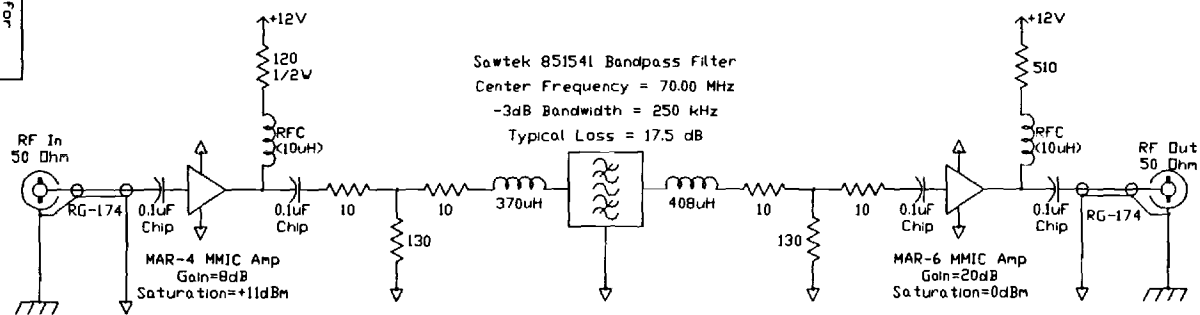 for
+12V
120
1/2W
RFC
(10uH)
RF In
50 Ohm
RG-174
0.1uF
Chip
MAR-4 MMIC Amp
Gain=8dB
Saturation=+11dBm
0.1uF
Chip
10
10
130
370uH
Sawtek 851541 Bandpass Filter
Center Frequency = 70.00 MHz
-3dB Bandwidth = 250 kHz
Typical Loss = 17.5 dB
408uH
10
10
130
0.1uF
Chip
MAR-6 MMIC Amp
Gain=20dB
Saturation=0dBm
+12V
510
RFC
(10uH)
0.1uF
Chip
RG-174
RF Out
50 Ohm